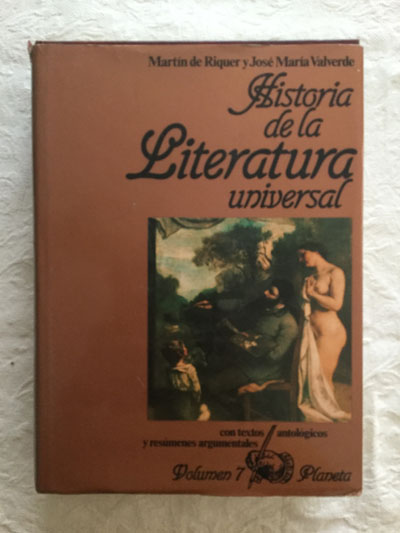 Martín de Riquer y José María Valverde
Historia
de la
Literatura
universal
con textos antológicos
y resúmenes argumentales
Volumen 7 Planeta